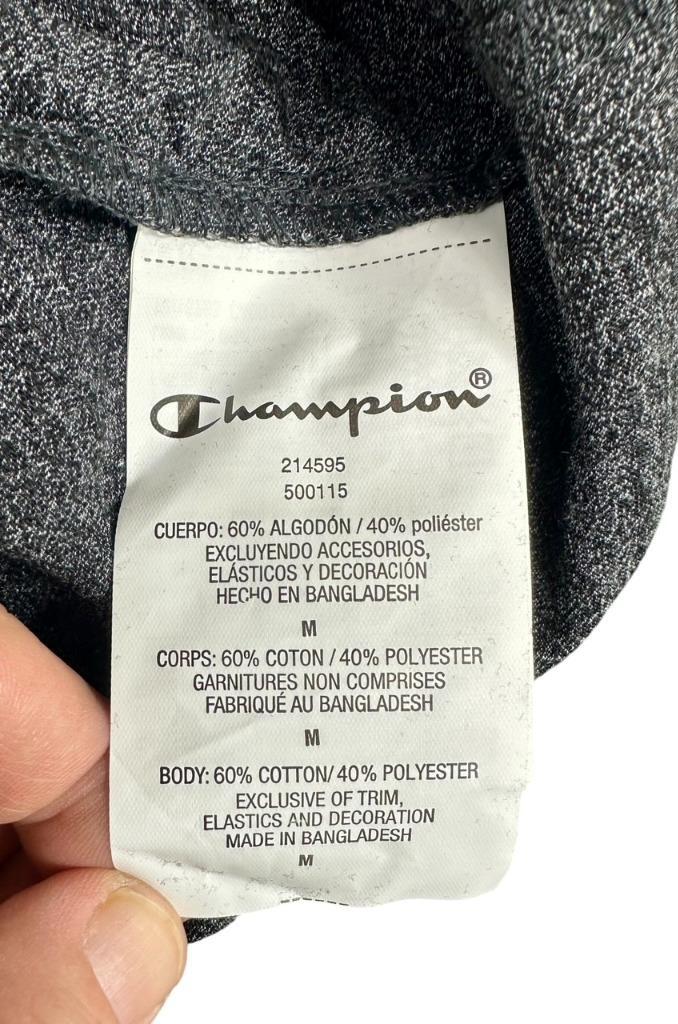 Champion®
214595
500115
CUERPO: 60% ALGODÓN / 40% poliéster
EXCLUYENDO ACCESORIOS,
ELÁSTICOS Y DECORACIÓN
HECHO EN BANGLADESH
M
CORPS: 60% COTON / 40% POLYESTER
GARNITURES NON COMPRISES
FABRIQUÉ AU BANGLADESH
M
BODY: 60% COTTON/ 40% POLYESTER
EXCLUSIVE OF TRIM,
ELASTICS AND DECORATION
MADE IN BANGLADESH
M